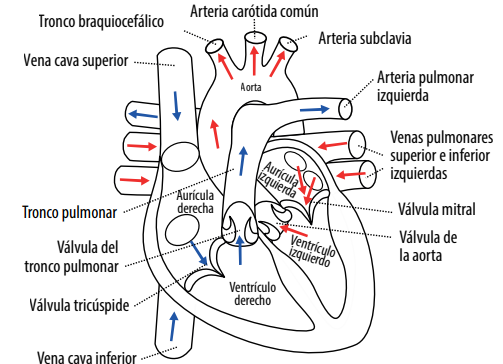 Tronco braquiocefálico
Arteria carótida común
Arteria subclavia
Vena cava superior
Aorta
Arteria pulmonar
izquierda
Venas pulmonares
superior e inferior
izquierdas
Aurícula
izquierda
Aurícula
derecha
Tronco pulmonar
Válvula mitral
Válvula del
tronco pulmonar
Válvula de
la aorta
Ventrículo
izquierdo
Ventrículo
derecho
Válvula tricúspide
Vena cava inferior